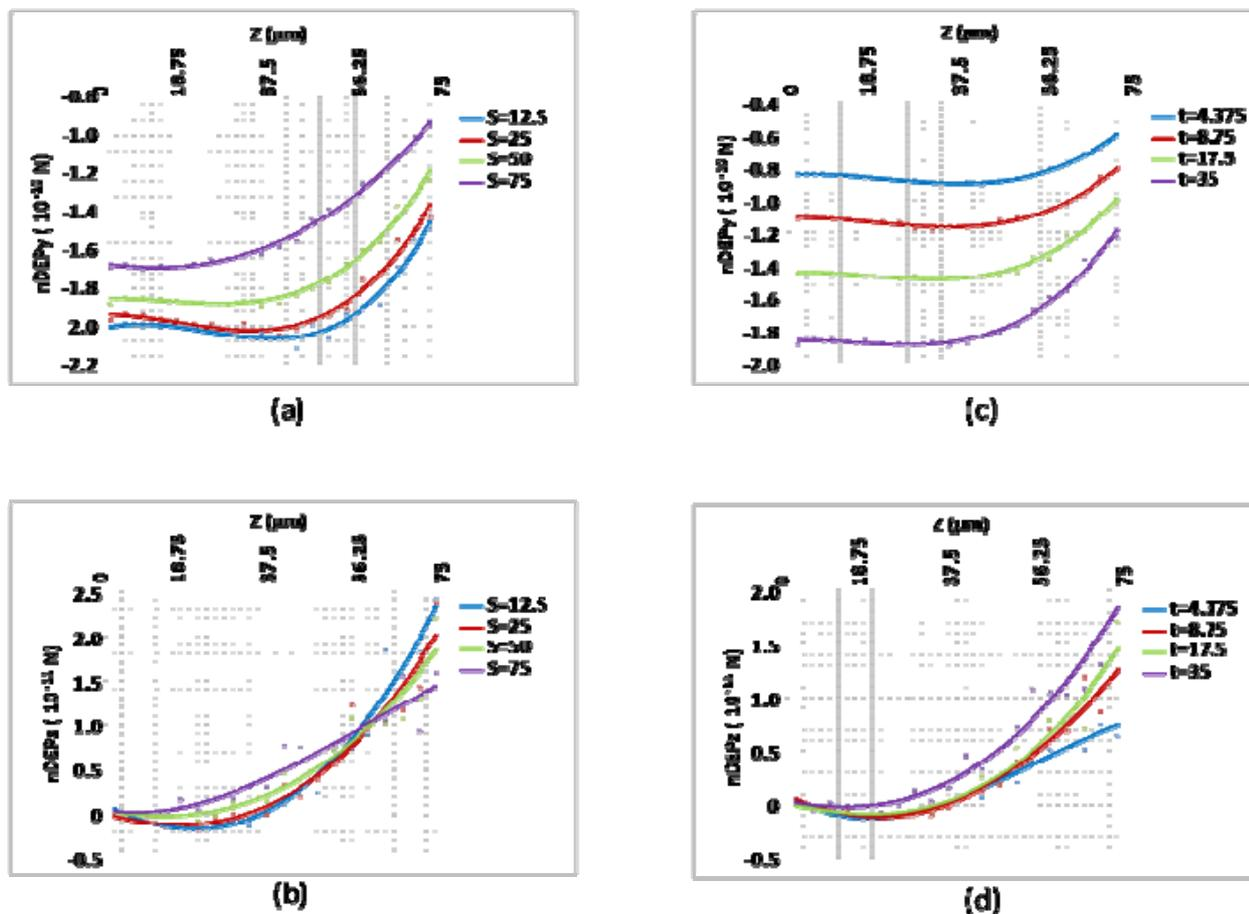 Z (μm)
0 18.75 37.5 56.25 75
-0.8
-1.0
-1.2
-1.4
-1.6
-1.8
2.0
-2.2
nDEPy ( 10⁻¹⁰ N)
S=12.5
S=25
S=50
S=75
(a)
Z (μm)
0 18.75 37.5 56.25 75
-0.4
-0.6
-0.8
-1.0
-1.2
-1.4
-1.6
-1.8
-2.0
nDEPy ( 10⁻¹⁰ N)
t=4.375
t=8.75
t=17.5
t=35
(c)
Z (μm)
0 18.75 37.5 56.25 75
2.5
2.0
1.5
1.0
0.5
0
-0.5
nDEPz ( 10⁻¹¹ N)
S=12.5
S=25
S=50
S=75
(b)
Z (μm)
0 18.75 37.5 56.25 75
2.0
1.5
1.0
0.5
0
-0.5
nDEPz ( N)
t=4.375
t=8.75
t=17.5
t=35
(d)